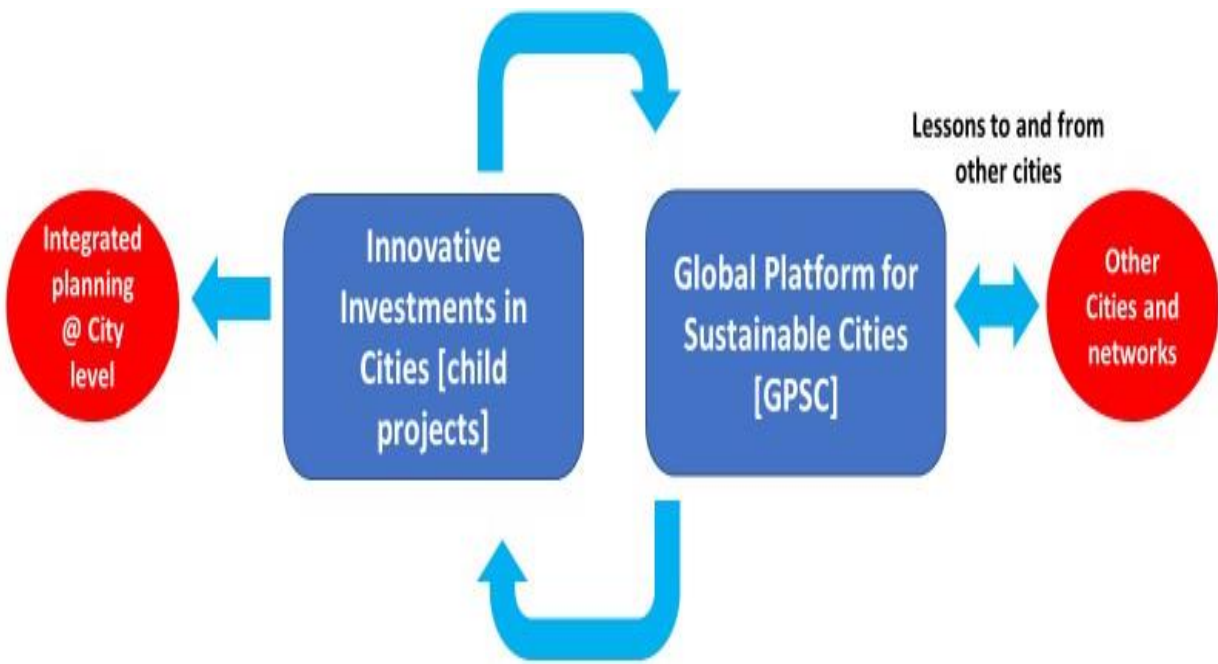 Lessons to and from
other cities
Integrated
planning
@ City
level
Innovative
Investments in
Cities [child
projects]
Global Platform for
Sustainable Cities
[GPSC]
Other
Cities and
networks